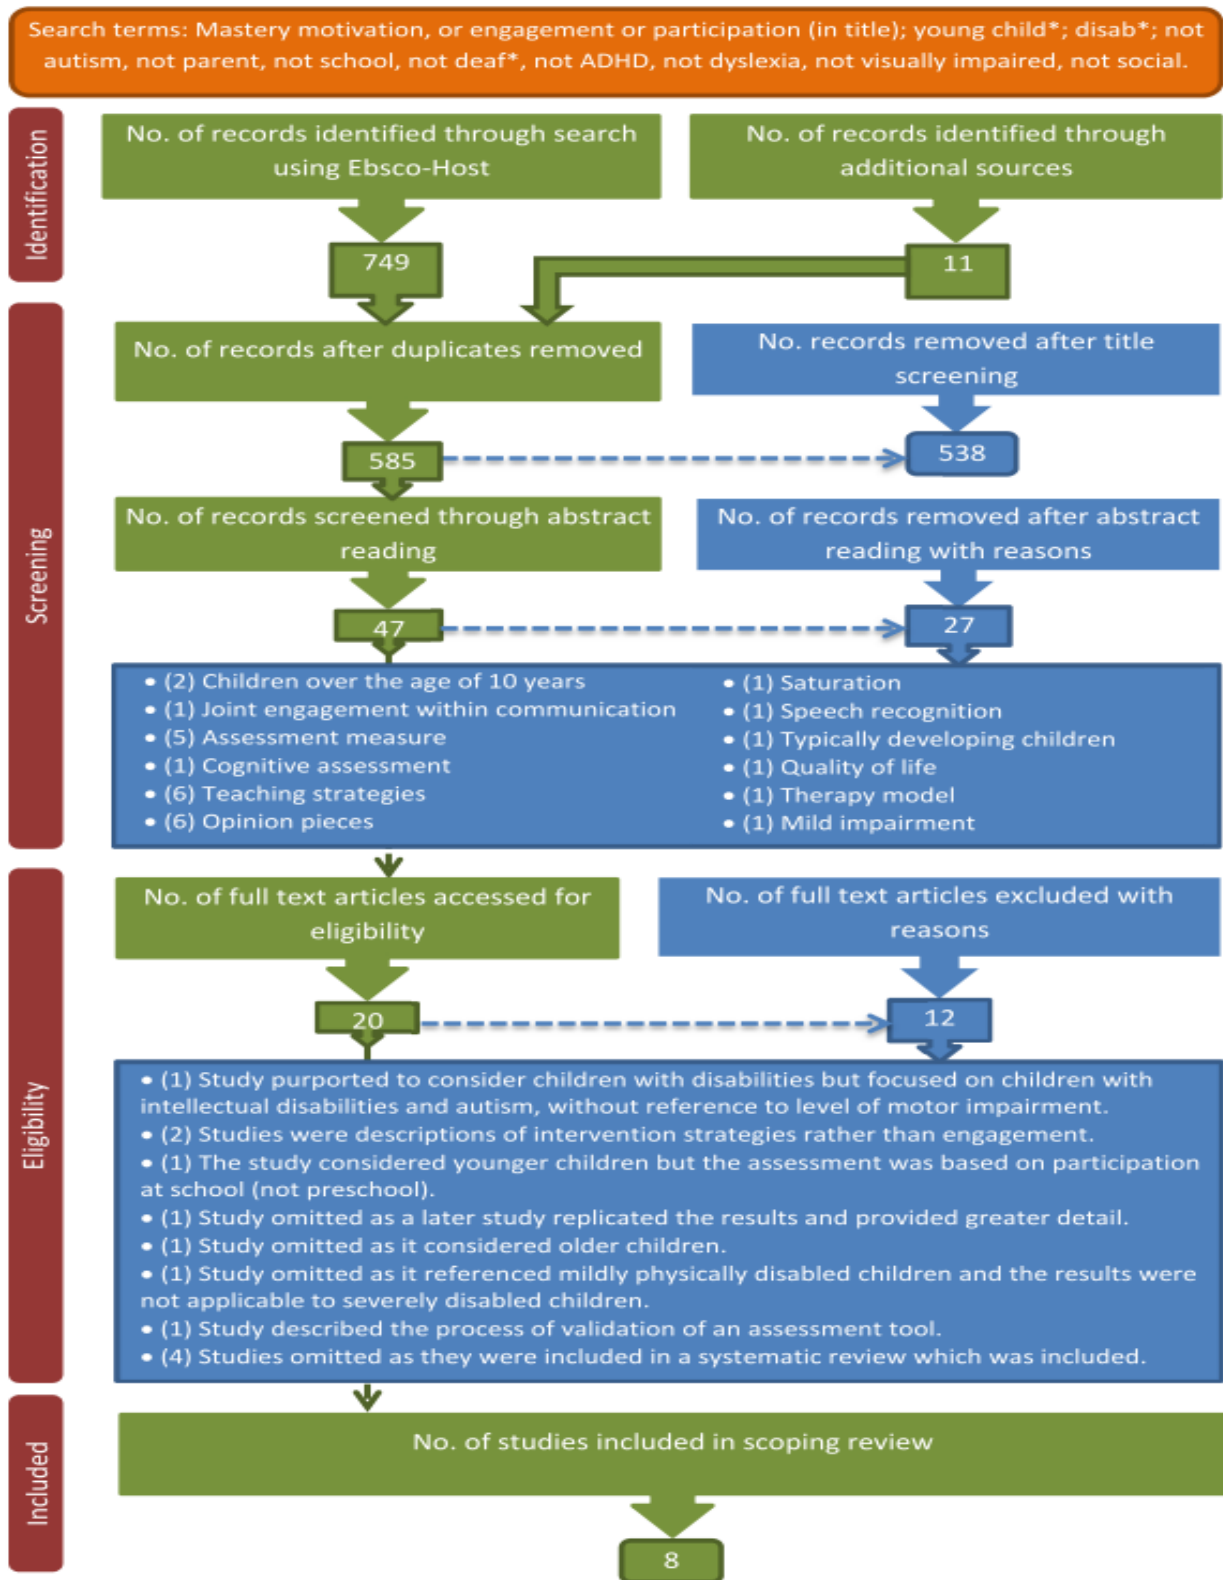 Search terms: Mastery motivation, or engagement or participation (in title); young child*; disab*; not
autism, not parent, not school, not deaf*, not ADHD, not dyslexia, not visually impaired, not social.
Identification
No. of records identified through search
using Ebsco-Host
No. of records identified through
additional sources
749
11
Screening
No. of records after duplicates removed
No. records removed after title
screening
585
538
No. of records screened through abstract
reading
No. of records removed after abstract
reading with reasons
47
27
• (2) Children over the age of 10 years
• (1) Joint engagement within communication
• (5) Assessment measure
• (1) Cognitive assessment
• (6) Teaching strategies
• (6) Opinion pieces
• (1) Saturation
• (1) Speech recognition
• (1) Typically developing children
• (1) Quality of life
• (1) Therapy model
• (1) Mild impairment
Eligibility
No. of full text articles accessed for
eligibility
No. of full text articles excluded with
reasons
20
12
• (1) Study purported to consider children with disabilities but focused on children with
intellectual disabilities and autism, without reference to level of motor impairment.
• (2) Studies were descriptions of intervention strategies rather than engagement.
• (1) The study considered younger children but the assessment was based on participation
at school (not preschool).
• (1) Study omitted as a later study replicated the results and provided greater detail.
• (1) Study omitted as it considered older children.
• (1) Study omitted as it referenced mildly physically disabled children and the results were
not applicable to severely disabled children.
• (1) Study described the process of validation of an assessment tool.
• (4) Studies omitted as they were included in a systematic review which was included.
Included
No. of studies included in scoping review
8